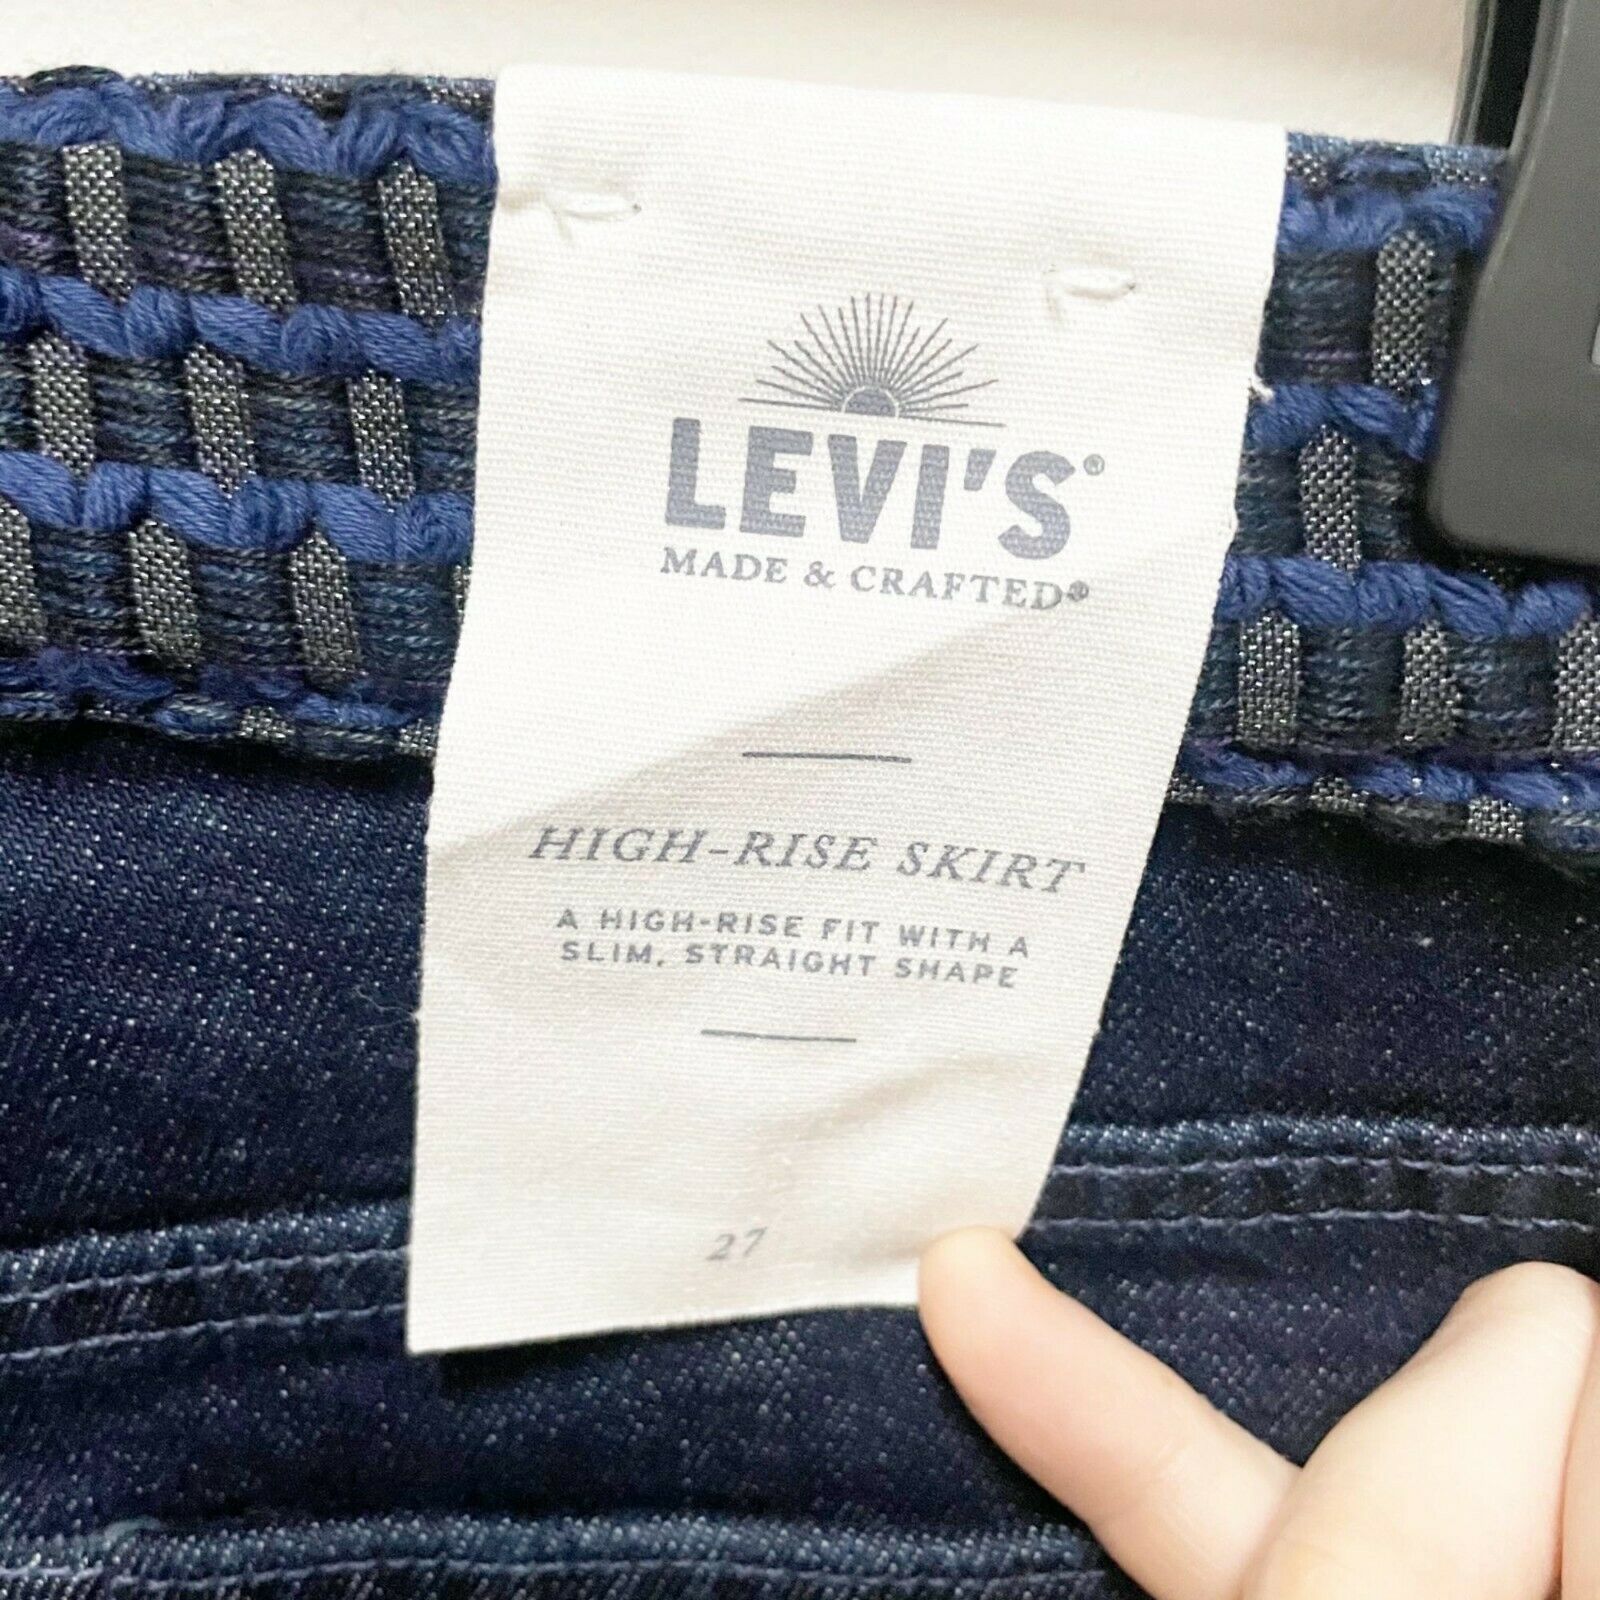 LEVI'S®
MADE & CRAFTED®
HIGH-RISE SKIRT
A HIGH-RISE FIT WITH A
SLIM, STRAIGHT SHAPE
27